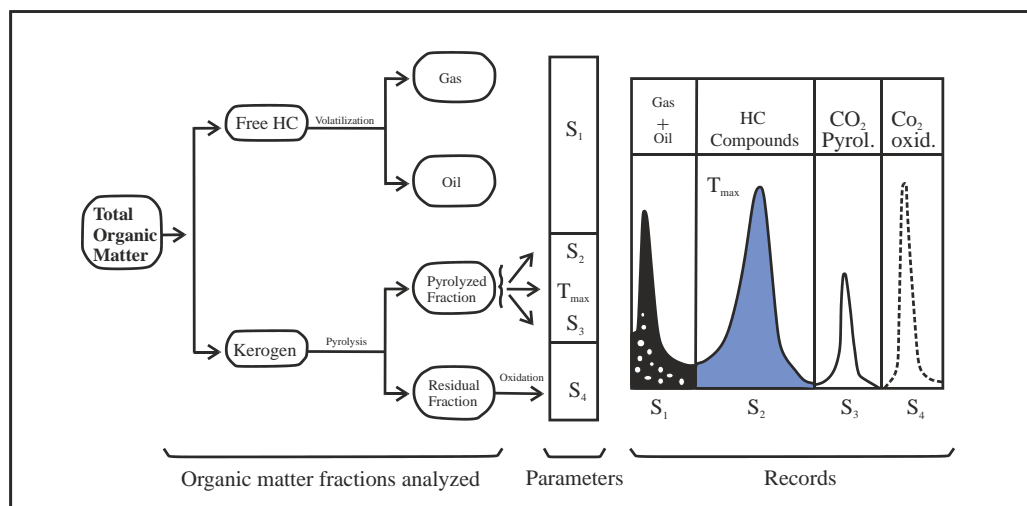 Total
Organic
Matter
Free HC
Volatilization
Gas
Oil
Kerogen
Pyrolysis
Pyrolyzed
Fraction
Residual
Fraction
Oxidation
S1
S2
Tmax
S3
S4
Gas
+
Oil
HC
Compounds
CO2
Pyrol.
Co2
oxid.
Tmax
S1
S2
S3
S4
Organic matter fractions analyzed
Parameters
Records